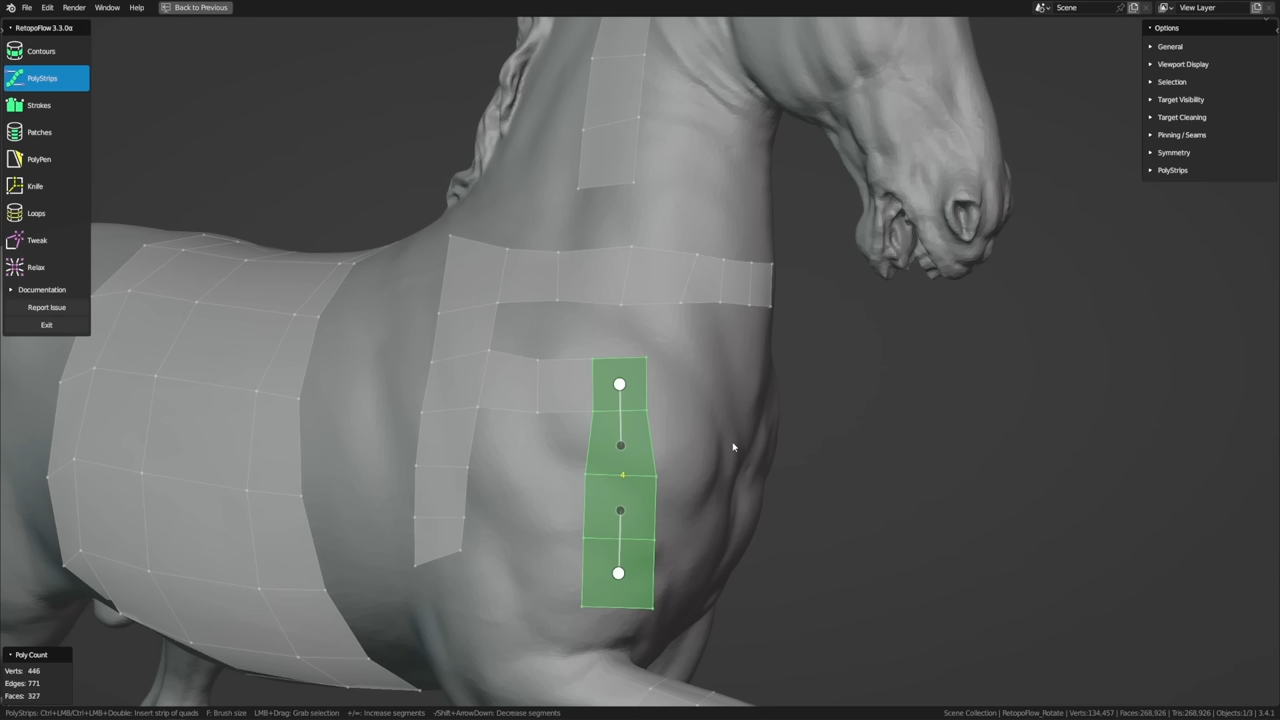 File Edit Render Window Help Back to Previous Scene View Layer
RetopoFlow 3.3.0α
Contours
PolyStrips
Strokes
Patches
PolyPen
Knife
Loops
Tweak
Relax
Documentation
Report Issue
Exit
Options
General
Viewport Display
Selection
Target Visibility
Target Cleaning
Pinning / Seams
Symmetry
PolyStrips
4
Poly Count
Verts: 446
Edges: 771
Faces: 327
PolyStrips: Ctrl+LMB/Ctrl+LMB+Double: Insert strip of quads F: Brush size LMB+Drag: Grab selection +/=: Increase segments -/Shift+ArrowDown: Decrease segments Scene Collection | RetopoFlow_Rotate | Verts:134,457 | Faces:268,926 | Tris:268,926 | Objects:1/3 | 3.4.1